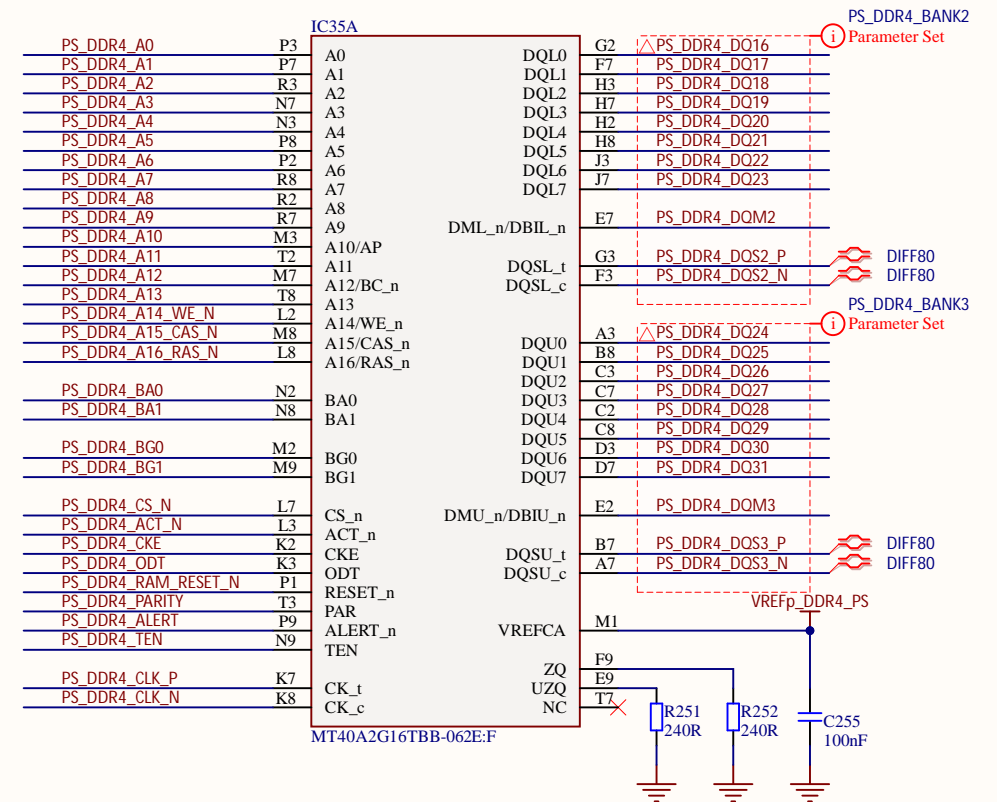 IC35A
PS_DDR4_BANK2
Parameter Set
PS_DDR4_A0 P3 A0 DQL0 G2 PS_DDR4_DQ16
PS_DDR4_A1 P7 A1 DQL1 F7 PS_DDR4_DQ17
PS_DDR4_A2 R3 A2 DQL2 H3 PS_DDR4_DQ18
PS_DDR4_A3 N7 A3 DQL3 H7 PS_DDR4_DQ19
PS_DDR4_A4 N3 A4 DQL4 H2 PS_DDR4_DQ20
PS_DDR4_A5 P8 A5 DQL5 H8 PS_DDR4_DQ21
PS_DDR4_A6 P2 A6 DQL6 J3 PS_DDR4_DQ22
PS_DDR4_A7 R8 A7 DQL7 J7 PS_DDR4_DQ23
PS_DDR4_A8 R2 A8
PS_DDR4_A9 R7 A9 DML_n/DBIL_n E7 PS_DDR4_DQM2
PS_DDR4_A10 M3 A10/AP
PS_DDR4_A11 T2 A11 DQSL_t G3 PS_DDR4_DQS2_P DIFF80
PS_DDR4_A12 M7 A12/BC_n DQSL_c F3 PS_DDR4_DQS2_N DIFF80
PS_DDR4_A13 T8 A13
PS_DDR4_BANK3
PS_DDR4_A14_WE_N L2 A14/WE_n
Parameter Set
PS_DDR4_A15_CAS_N M8 A15/CAS_n DQU0 A3 PS_DDR4_DQ24
PS_DDR4_A16_RAS_N L8 A16/RAS_n DQU1 B8 PS_DDR4_DQ25
DQU2 C3 PS_DDR4_DQ26
PS_DDR4_BA0 N2 BA0 DQU3 C7 PS_DDR4_DQ27
PS_DDR4_BA1 N8 BA1 DQU4 C2 PS_DDR4_DQ28
DQU5 C8 PS_DDR4_DQ29
PS_DDR4_BG0 M2 BG0 DQU6 D3 PS_DDR4_DQ30
PS_DDR4_BG1 M9 BG1 DQU7 D7 PS_DDR4_DQ31
PS_DDR4_CS_N L7 CS_n DMU_n/DBIU_n E2 PS_DDR4_DQM3
PS_DDR4_ACT_N L3 ACT_n
PS_DDR4_CKE K2 CKE DQSU_t B7 PS_DDR4_DQS3_P DIFF80
PS_DDR4_ODT K3 ODT DQSU_c A7 PS_DDR4_DQS3_N DIFF80
PS_DDR4_RAM_RESET_N P1 RESET_n
PS_DDR4_PARITY T3 PAR
VREFp_DDR4_PS
PS_DDR4_ALERT P9 ALERT_n VREFCA M1
PS_DDR4_TEN N9 TEN
ZQ F9
PS_DDR4_CLK_P K7 CK_t UZQ E9
PS_DDR4_CLK_N K8 CK_c NC T7
R251 R252 C255
240R 240R 100nF
MT40A2G16TBB-062E:F